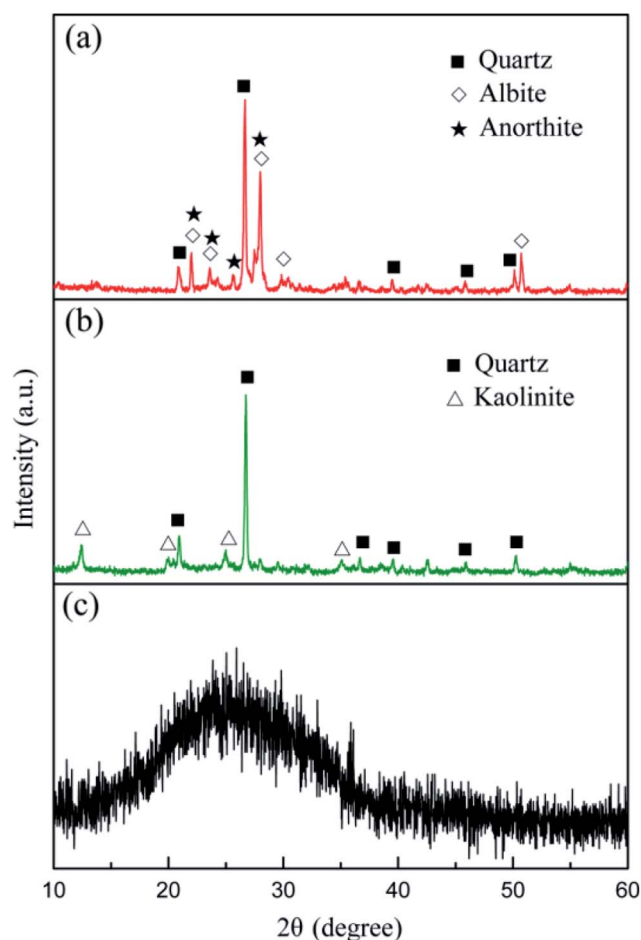 (a)
■ Quartz
◇ Albite
★ Anorthite
(b)
■ Quartz
△ Kaolinite
(c)
Intensity (a.u.)
10 20 30 40 50 60
2θ (degree)